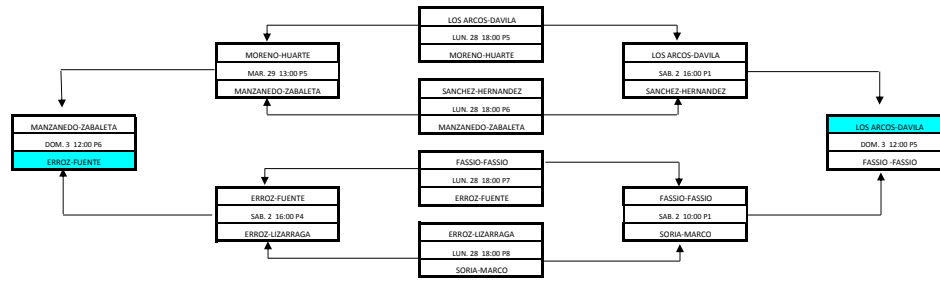 LOS ARCOS-DAVILA
LUN. 28 18:00 P5
MORENO-HUARTE
MORENO-HUARTE
MAR. 29 13:00 P5
MANZANEDO-ZABALETA
LOS ARCOS-DAVILA
SAB. 2 16:00 P1
SANCHEZ-HERNANDEZ
SANCHEZ-HERNANDEZ
LUN. 28 18:00 P6
MANZANEDO-ZABALETA
MANZANEDO-ZABALETA
DOM. 3 12:00 P6
ERROZ-FUENTE
LOS ARCOS-DAVILA
DOM. 3 12:00 P5
FASSIO -FASSIO
FASSIO-FASSIO
LUN. 28 18:00 P7
ERROZ-FUENTE
ERROZ-FUENTE
SAB. 2 16:00 P4
ERROZ-LIZARRAGA
FASSIO-FASSIO
SAB. 2 10:00 P1
SORIA-MARCO
ERROZ-LIZARRAGA
LUN. 28 18:00 P8
SORIA-MARCO